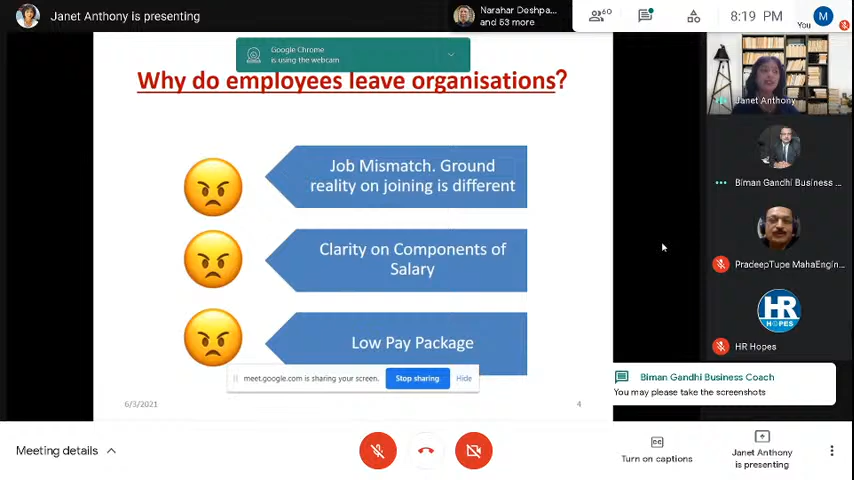 Janet Anthony is presenting
Narahar Deshpa...
and 53 more
60
8:19 PM
You
M
Google Chrome
is using the webcam
Why do employees leave organisations?
Job Mismatch. Ground
reality on joining is different
Clarity on Components of
Salary
Low Pay Package
meet.google.com is sharing your screen.
Stop sharing
Hide
6/3/2021
4
Janet Anthony
Biman Gandhi Business ...
PradeepTupe MahaEngin...
HR
HOPES
HR Hopes
Biman Gandhi Business Coach
You may please take the screenshots
Meeting details
Turn on captions
Janet Anthony
is presenting